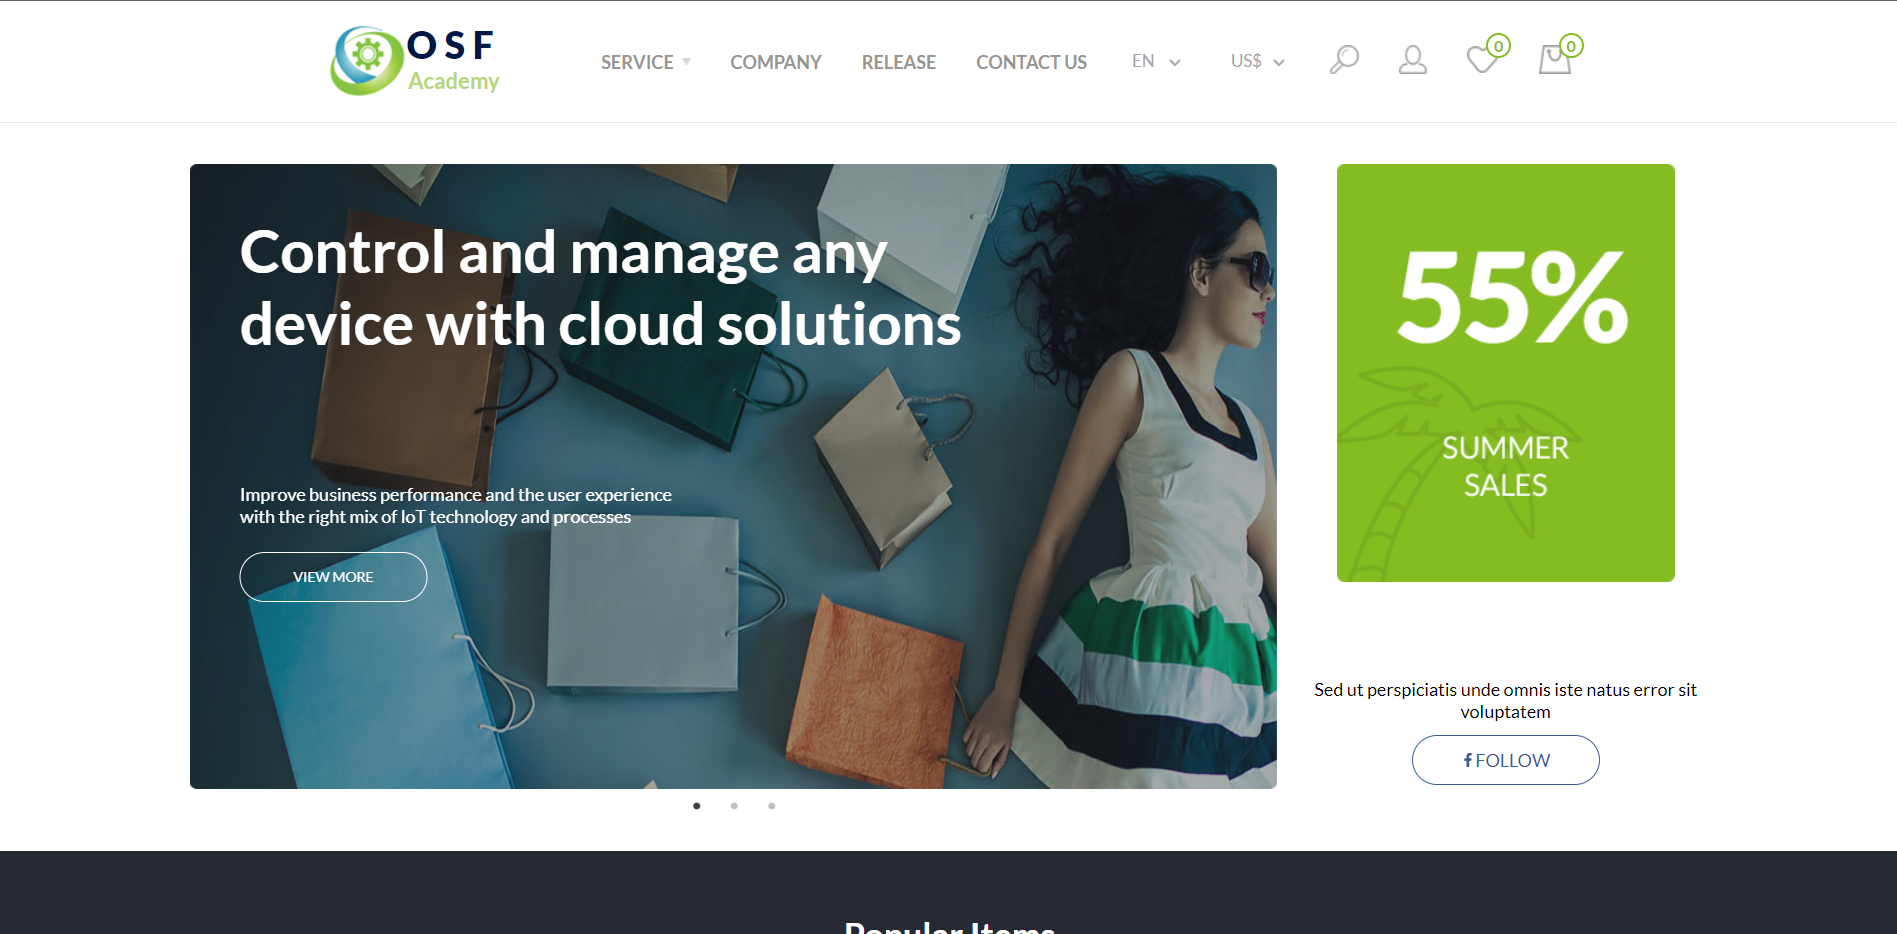 OSF
Academy
SERVICE
COMPANY
RELEASE
CONTACT US
EN
US$
0
0
Control and manage any
device with cloud solutions
Improve business performance and the user experience
with the right mix of IoT technology and processes
VIEW MORE
55%
SUMMER
SALES
Sed ut perspiciatis unde omnis iste natus error sit
voluptatem
FOLLOW
Popular Items